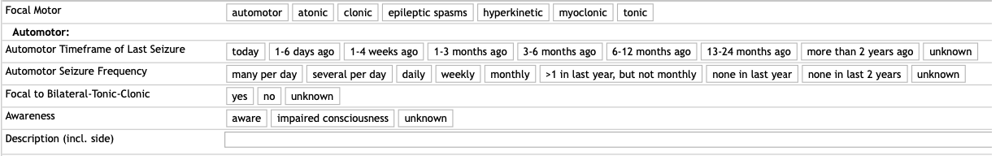 Focal Motor automotor atonic clonic epileptic spasms hyperkinetic myoclonic tonic
Automotor:
Automotor Timeframe of Last Seizure today 1-6 days ago 1-4 weeks ago 1-3 months ago 3-6 months ago 6-12 months ago 13-24 months ago more than 2 years ago unknown
Automotor Seizure Frequency many per day several per day daily weekly monthly >1 in last year, but not monthly none in last year none in last 2 years unknown
Focal to Bilateral-Tonic-Clonic yes no unknown
Awareness aware impaired consciousness unknown
Description (incl. side)